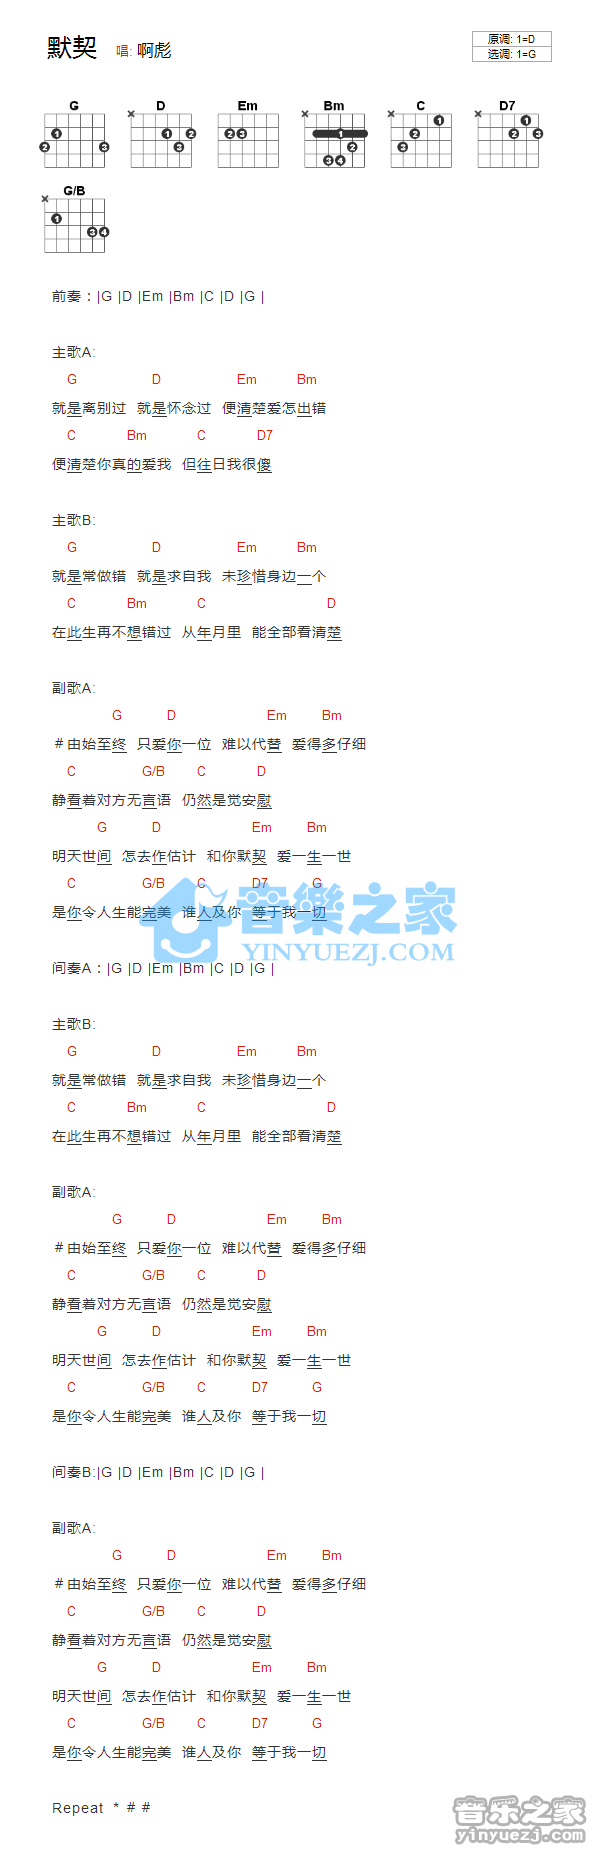 默契 唱: 啊彪
原调: 1=D
选调: 1=G
G D Em Bm C D7
G/B
前奏：|G |D |Em |Bm |C |D |G |
主歌A:
G D Em Bm
就是离别过 就是怀念过 便清楚爱怎出错
C Bm C D7
便清楚你真的爱我 但往日我很傻
主歌B:
G D Em Bm
就是常做错 就是求自我 未珍惜身边一个
C Bm C D
在此生再不想错过 从年月里 能全部看清楚
副歌A:
G D Em Bm
＃由始至终 只爱你一位 难以代替 爱得多仔细
C G/B C D
静看着对方无言语 仍然是觉安慰
G D Em Bm
明天世间 怎去作估计 和你默契 爱一生一世
C G/B C D7 G
是你令人生能完美 谁人及你 等于我一切
音樂之家
YINYUEZJ.COM
间奏A：|G |D |Em |Bm |C |D |G |
主歌B:
G D Em Bm
就是常做错 就是求自我 未珍惜身边一个
C Bm C D
在此生再不想错过 从年月里 能全部看清楚
副歌A:
G D Em Bm
＃由始至终 只爱你一位 难以代替 爱得多仔细
C G/B C D
静看着对方无言语 仍然是觉安慰
G D Em Bm
明天世间 怎去作估计 和你默契 爱一生一世
C G/B C D7 G
是你令人生能完美 谁人及你 等于我一切
间奏B:|G |D |Em |Bm |C |D |G |
副歌A:
G D Em Bm
＃由始至终 只爱你一位 难以代替 爱得多仔细
C G/B C D
静看着对方无言语 仍然是觉安慰
G D Em Bm
明天世间 怎去作估计 和你默契 爱一生一世
C G/B C D7 G
是你令人生能完美 谁人及你 等于我一切
Repeat * # #
音乐之家
yinyuezj.com